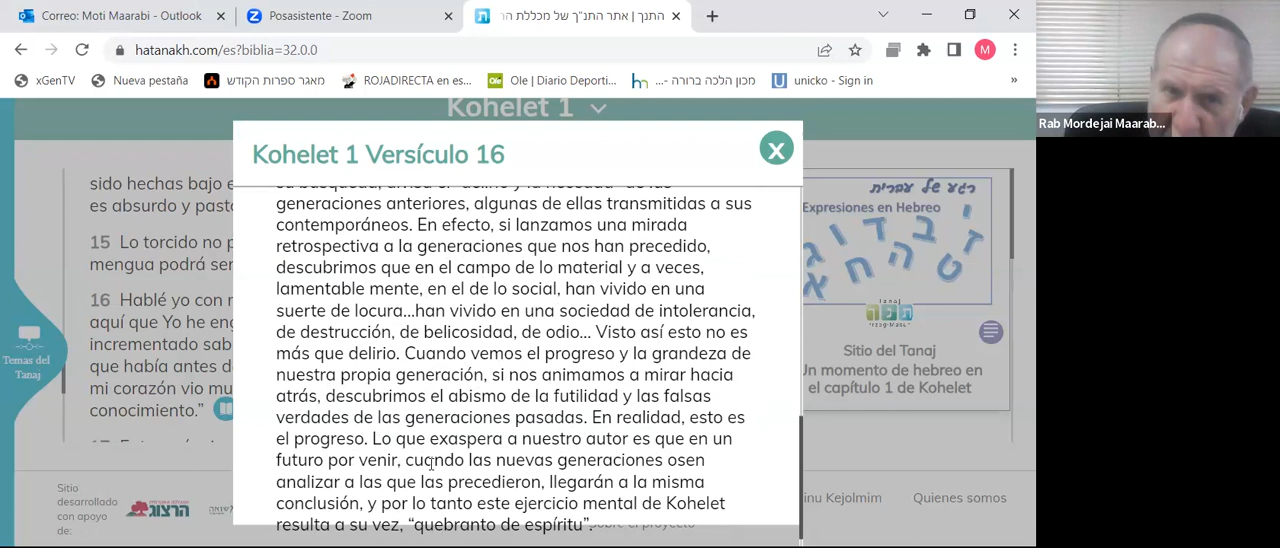 Correo: Moti Maarabi - Outlook
Posasistente - Zoom
התנך | אתר התנ"ך של מכללת הר
hatanakh.com/es?biblia=32.0.0
M
xGenTV
Nueva pestaña
מאגר ספרות הקודש
ROJADIRECTA en es...
Ole | Diario Deporti...
מכון הלכה ברורה -...
unicko - Sign in
»
Rab Mordejai Maarab...
Kohelet 1
Kohelet 1 Versículo 16
X
generaciones anteriores, algunas de ellas transmitidas a sus
contemporáneos. En efecto, si lanzamos una mirada
retrospectiva a la generaciones que nos han precedido,
descubrimos que en el campo de lo material y a veces,
lamentable mente, en el de lo social, han vivido en una
suerte de locura...han vivido en una sociedad de intolerancia,
de destrucción, de belicosidad, de odio... Visto así esto no es
más que delirio. Cuando vemos el progreso y la grandeza de
nuestra propia generación, si nos animamos a mirar hacia
atrás, descubrimos el abismo de la futilidad y las falsas
verdades de las generaciones pasadas. En realidad, esto es
el progreso. Lo que exaspera a nuestro autor es que en un
futuro por venir, cuando las nuevas generaciones osen
analizar a las que las precedieron, llegarán a la misma
conclusión, y por lo tanto este ejercicio mental de Kohelet
resulta a su vez, “quebranto de espíritu”.
sido hechas bajo e
es absurdo y past
15 Lo torcido no p
mengua podrá ser
16 Hablé yo con m
aquí que Yo he en
incrementado sab
que había antes d
mi corazón vio mu
conocimiento.”
Temas del
Tanaj
רגע של עברית
Expresiones en Hebreo
א ג ו ד ב י ז ח ה ט
תנך
Sitio del Tanaj
Un momento de hebreo en
el capítulo 1 de Kohelet
Sitio
desarrollado
con apoyo
de:
הרצוג
inu Kejolmim
Quienes somos
Sobre el proyecto